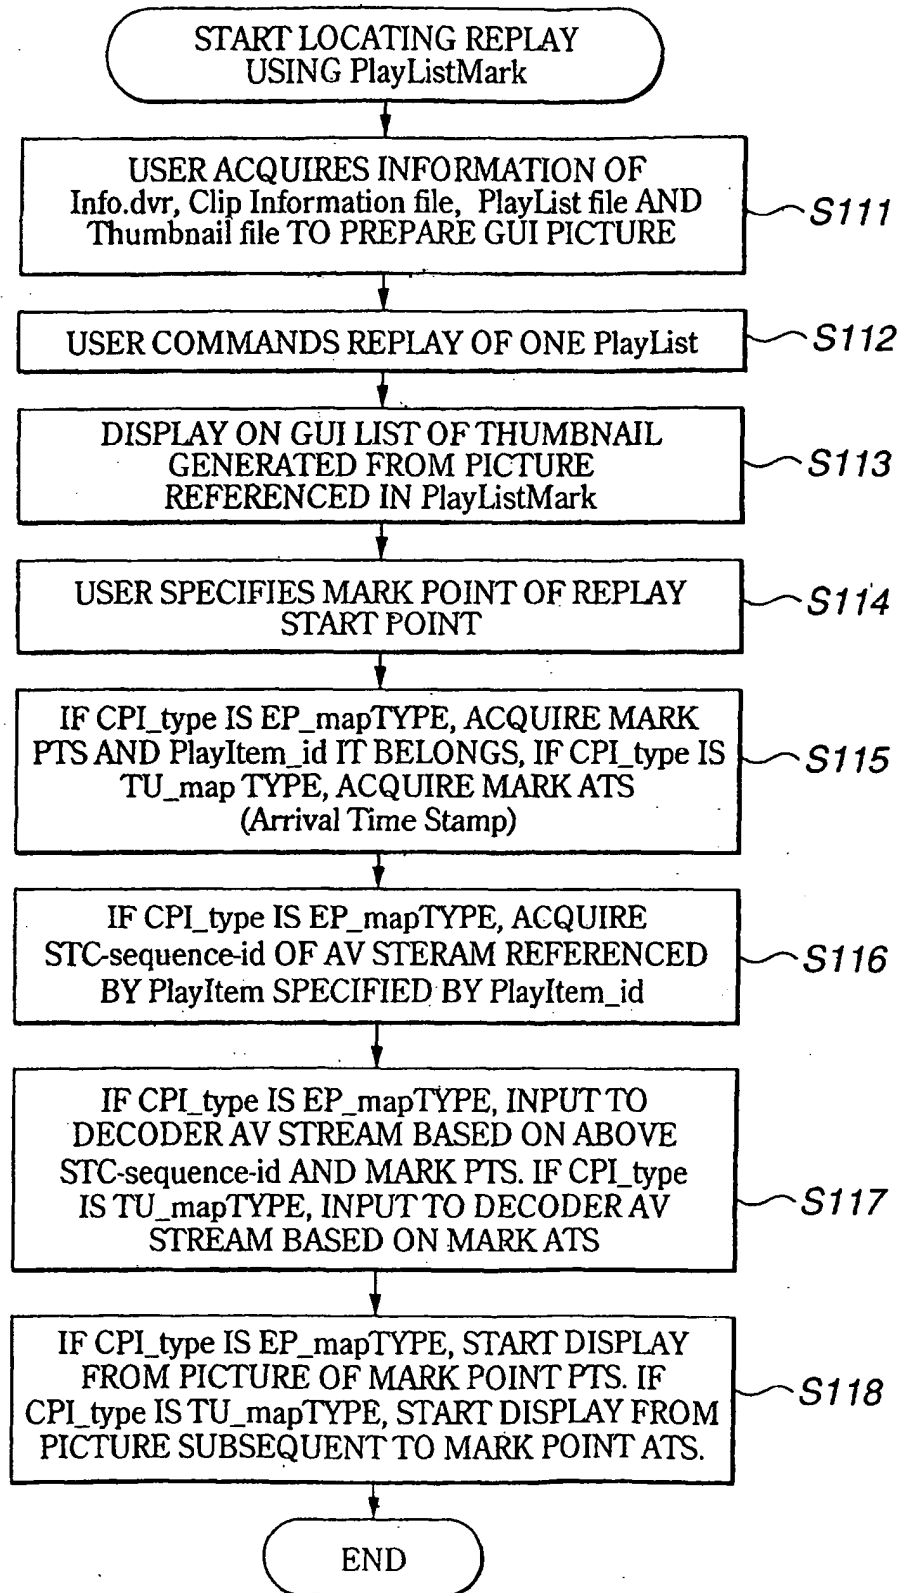 START LOCATING REPLAY
USING PlayListMark
USER ACQUIRES INFORMATION OF
Info.dvr, Clip Information file, PlayList file AND
Thumbnail file TO PREPARE GUI PICTURE
S111
USER COMMANDS REPLAY OF ONE PlayList
S112
DISPLAY ON GUI LIST OF THUMBNAIL
GENERATED FROM PICTURE
REFERENCED IN PlayListMark
S113
USER SPECIFIES MARK POINT OF REPLAY
START POINT
S114
IF CPI_type IS EP_mapTYPE, ACQUIRE MARK
PTS AND PlayItem_id IT BELONGS, IF CPI_type IS
TU_map TYPE, ACQUIRE MARK ATS
(Arrival Time Stamp)
S115
IF CPI_type IS EP_mapTYPE, ACQUIRE
STC-sequence-id OF AV STERAM REFERENCED
BY PlayItem SPECIFIED BY PlayItem_id
S116
IF CPI_type IS EP_mapTYPE, INPUT TO
DECODER AV STREAM BASED ON ABOVE
STC-sequence-id AND MARK PTS. IF CPI_type
IS TU_mapTYPE, INPUT TO DECODER AV
STREAM BASED ON MARK ATS
S117
IF CPI_type IS EP_mapTYPE, START DISPLAY
FROM PICTURE OF MARK POINT PTS. IF
CPI_type IS TU_mapTYPE, START DISPLAY FROM
PICTURE SUBSEQUENT TO MARK POINT ATS.
S118
END